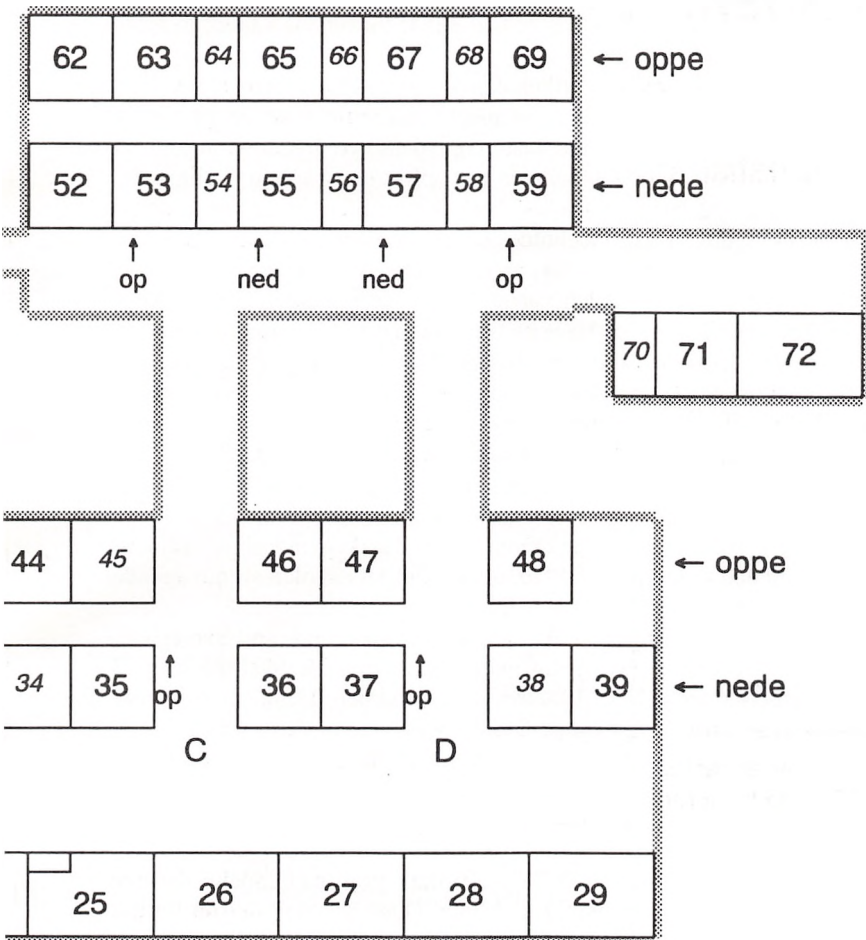 62 63 64 65 66 67 68 69 ← oppe
52 53 54 55 56 57 58 59 ← nede
↑ ↑ ↑ ↑
op ned ned op
70 71 72
44 45 46 47 48 ← oppe
34 35 ↑ op 36 37 ↑ op 38 39 ← nede
C D
25 26 27 28 29